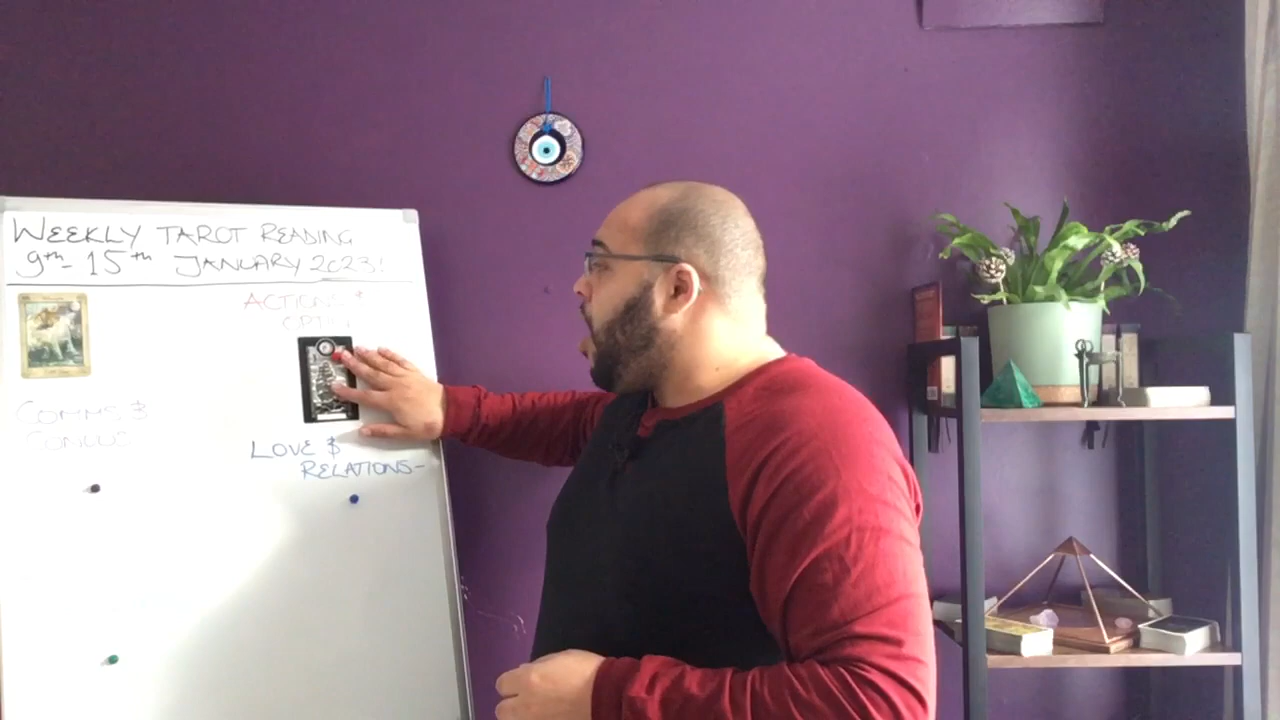 WEEKLY TAROT READING
9th - 15th JANUARY 2023!
ACTIONS &
COMMS &
LOVE &
RELATIONS-